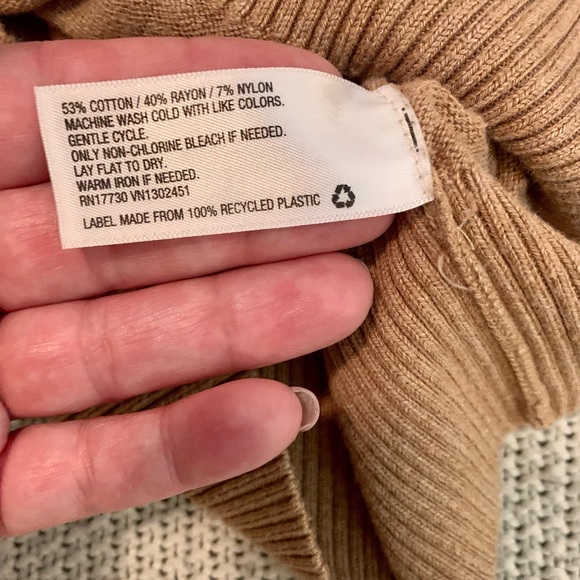 53% COTTON / 40% RAYON / 7% NYLON
MACHINE WASH COLD WITH LIKE COLORS.
GENTLE CYCLE.
ONLY NON-CHLORINE BLEACH IF NEEDED.
LAY FLAT TO DRY.
WARM IRON IF NEEDED.
RN17730 VN1302451
LABEL MADE FROM 100% RECYCLED PLASTIC